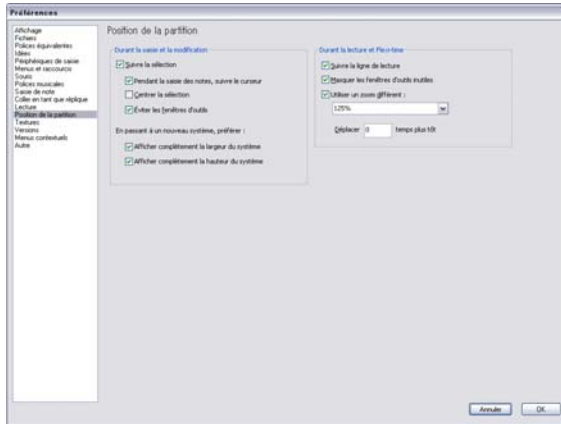 Préférences
Affichage
Fichiers
Polices équivalentes
Idées
Périphériques de saisie
Menus et raccourcis
Souris
Polices musicales
Saisie de note
Coller en tant que réplique
Lecture
Position de la partition
Textures
Versions
Menus contextuels
Autre
Position de la partition
Durant la saisie et la modification
Suivre la sélection
Pendant la saisie des notes, suivre le curseur
Centrer la sélection
Éviter les fenêtres d'outils
En passant à un nouveau système, préférer :
Afficher complètement la largeur du système
Afficher complètement la hauteur du système
Durant la lecture et Flexi-time
Suivre la ligne de lecture
Masquer les fenêtres d'outils inutiles
Utiliser un zoom différent :
125%
Déplacer 0 temps plus tôt
Annuler OK